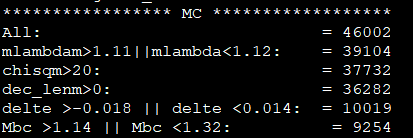 ***************** MC ******************
All: = 46002
mlambdam>1.11||mlambda<1.12: = 39104
chisqm>20: = 37732
dec_lenm>0: = 36282
delte >-0.018 || delte <0.014: = 10019
Mbc >1.14 || Mbc <1.32: = 9254